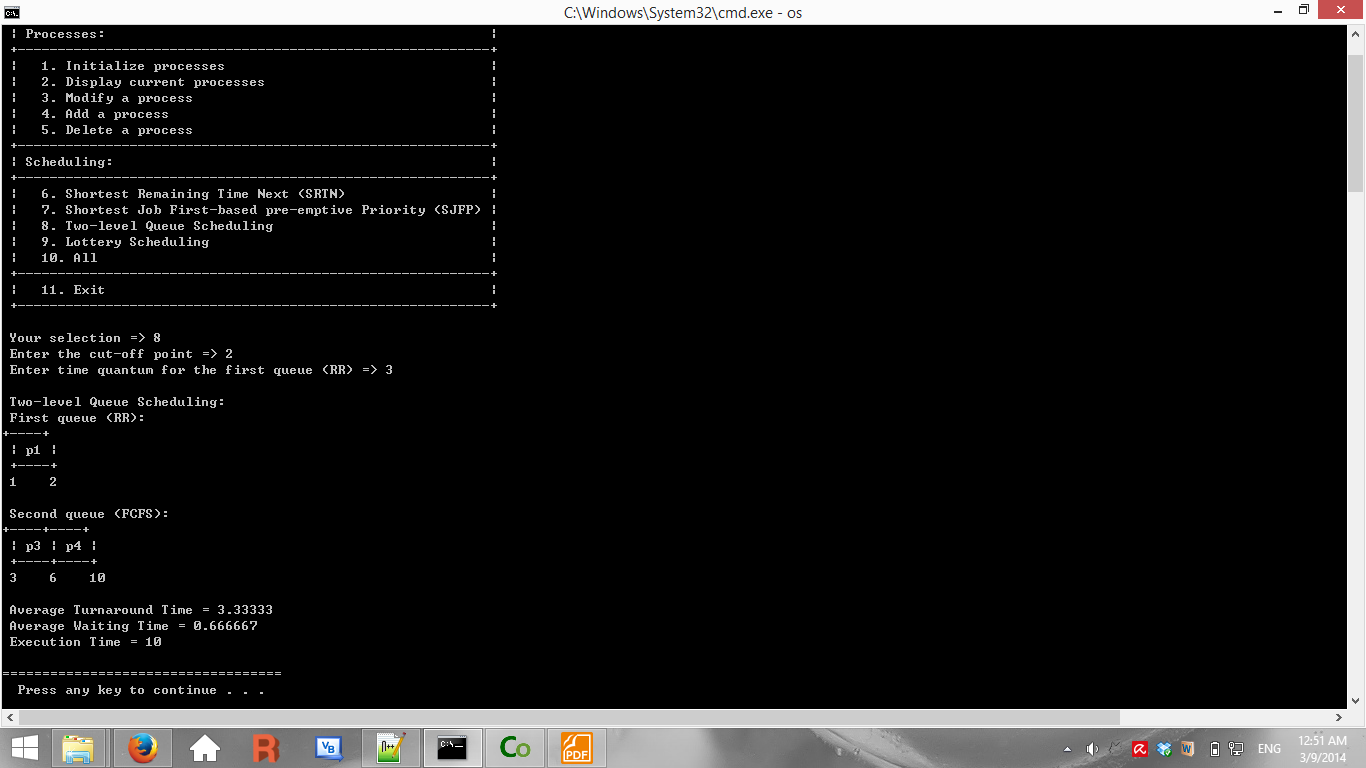 C:\Windows\System32\cmd.exe - os
¦ Processes: ¦
+-----------------------------------------------------------+
¦ 1. Initialize processes ¦
¦ 2. Display current processes ¦
¦ 3. Modify a process ¦
¦ 4. Add a process ¦
¦ 5. Delete a process ¦
+-----------------------------------------------------------+
¦ Scheduling: ¦
+-----------------------------------------------------------+
¦ 6. Shortest Remaining Time Next (SRTN) ¦
¦ 7. Shortest Job First-based pre-emptive Priority (SJFP) ¦
¦ 8. Two-level Queue Scheduling ¦
¦ 9. Lottery Scheduling ¦
¦ 10. All ¦
+-----------------------------------------------------------+
¦ 11. Exit ¦
+-----------------------------------------------------------+
Your selection => 8
Enter the cut-off point => 2
Enter time quantum for the first queue (RR) => 3
Two-level Queue Scheduling:
First queue (RR):
+----+
¦ p1 ¦
+----+
1 2
Second queue (FCFS):
+----+----+
¦ p3 ¦ p4 ¦
+----+----+
3 6 10
Average Turnaround Time = 3.33333
Average Waiting Time = 0.666667
Execution Time = 10
===================================
Press any key to continue . . .
R VB C:\_ Co PDF W ENG 12:51 AM
3/9/2014